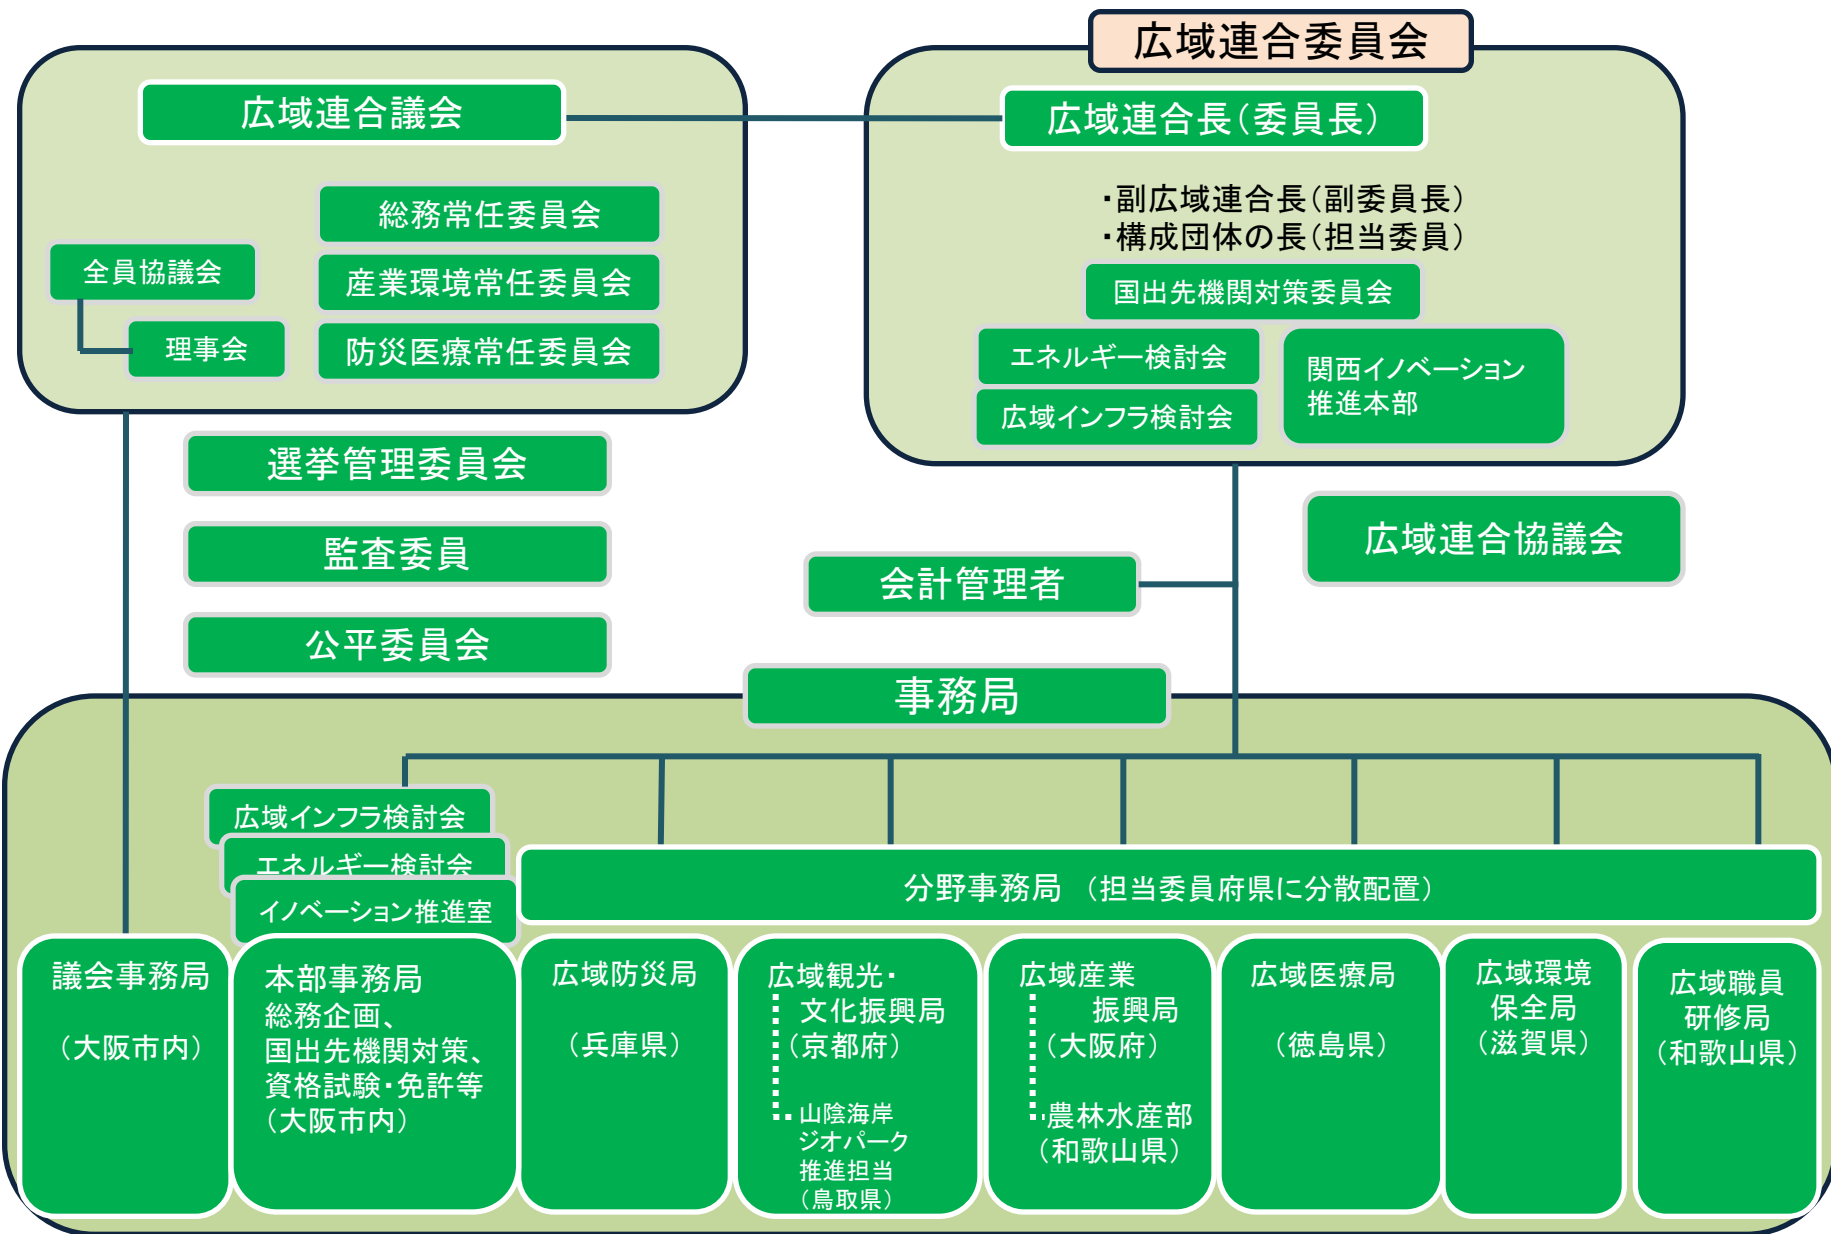 広域連合委員会
広域連合議会
広域連合長（委員長）
・副広域連合長（副委員長）
・構成団体の長（担当委員）
総務常任委員会
産業環境常任委員会
防災医療常任委員会
全員協議会
理事会
国出先機関対策委員会
エネルギー検討会
広域インフラ検討会
関西イノベーション
推進本部
選挙管理委員会
監査委員
公平委員会
広域連合協議会
会計管理者
事務局
広域インフラ検討会
エネルギー検討会
イノベーション推進室
分野事務局　（担当委員府県に分散配置）
議会事務局
（大阪市内）
本部事務局
総務企画、
国出先機関対策、
資格試験・免許等
（大阪市内）
広域防災局
（兵庫県）
広域観光・
文化振興局
（京都府）
山陰海岸
ジオパーク
推進担当
（鳥取県）
広域産業
振興局
（大阪府）
農林水産部
（和歌山県）
広域医療局
（徳島県）
広域環境
保全局
（滋賀県）
広域職員
研修局
（和歌山県）